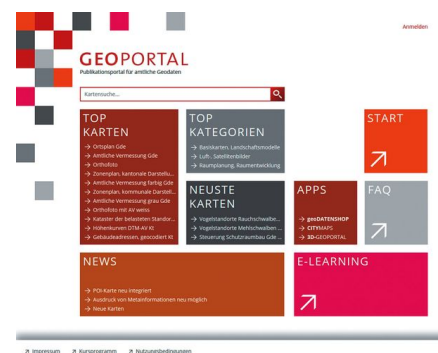 Anmelden
GEOPORTAL
Publikationsportal für amtliche Geodaten
Kartensuche...
TOP
KARTEN
→ Ortsplan Gde
→ Amtliche Vermessung Gde
→ Orthofoto
→ Zonenplan, kantonale Darstellu...
→ Amtliche Vermessung farbig Gde
→ Zonenplan, kommunale Darstell...
→ Amtliche Vermessung grau Gde
→ Orthofoto mit AV weiss
→ Kataster der belasteten Standor...
→ Höhenkurven DTM-AV Kt
→ Gebäudeadressen, geocodiert Kt
TOP
KATEGORIEN
→ Basiskarten, Landschaftsmodelle
→ Luft-, Satellitenbilder
→ Raumplanung, Raumentwicklung
START
NEUSTE
KARTEN
→ Vogelstandorte Rauchschwalbe...
→ Vogelstandorte Mehlschwalben ...
→ Steuerung Schutzraumbau Gde ...
APPS
→ geoDATENSHOP
→ CITYMAPS
→ 3D-GEOPORTAL
FAQ
NEWS
→ POI-Karte neu integriert
→ Ausdruck von Metainformationen neu möglich
→ Neue Karten
E-LEARNING
Impressum
Kursprogramm
Nutzungsbedingungen